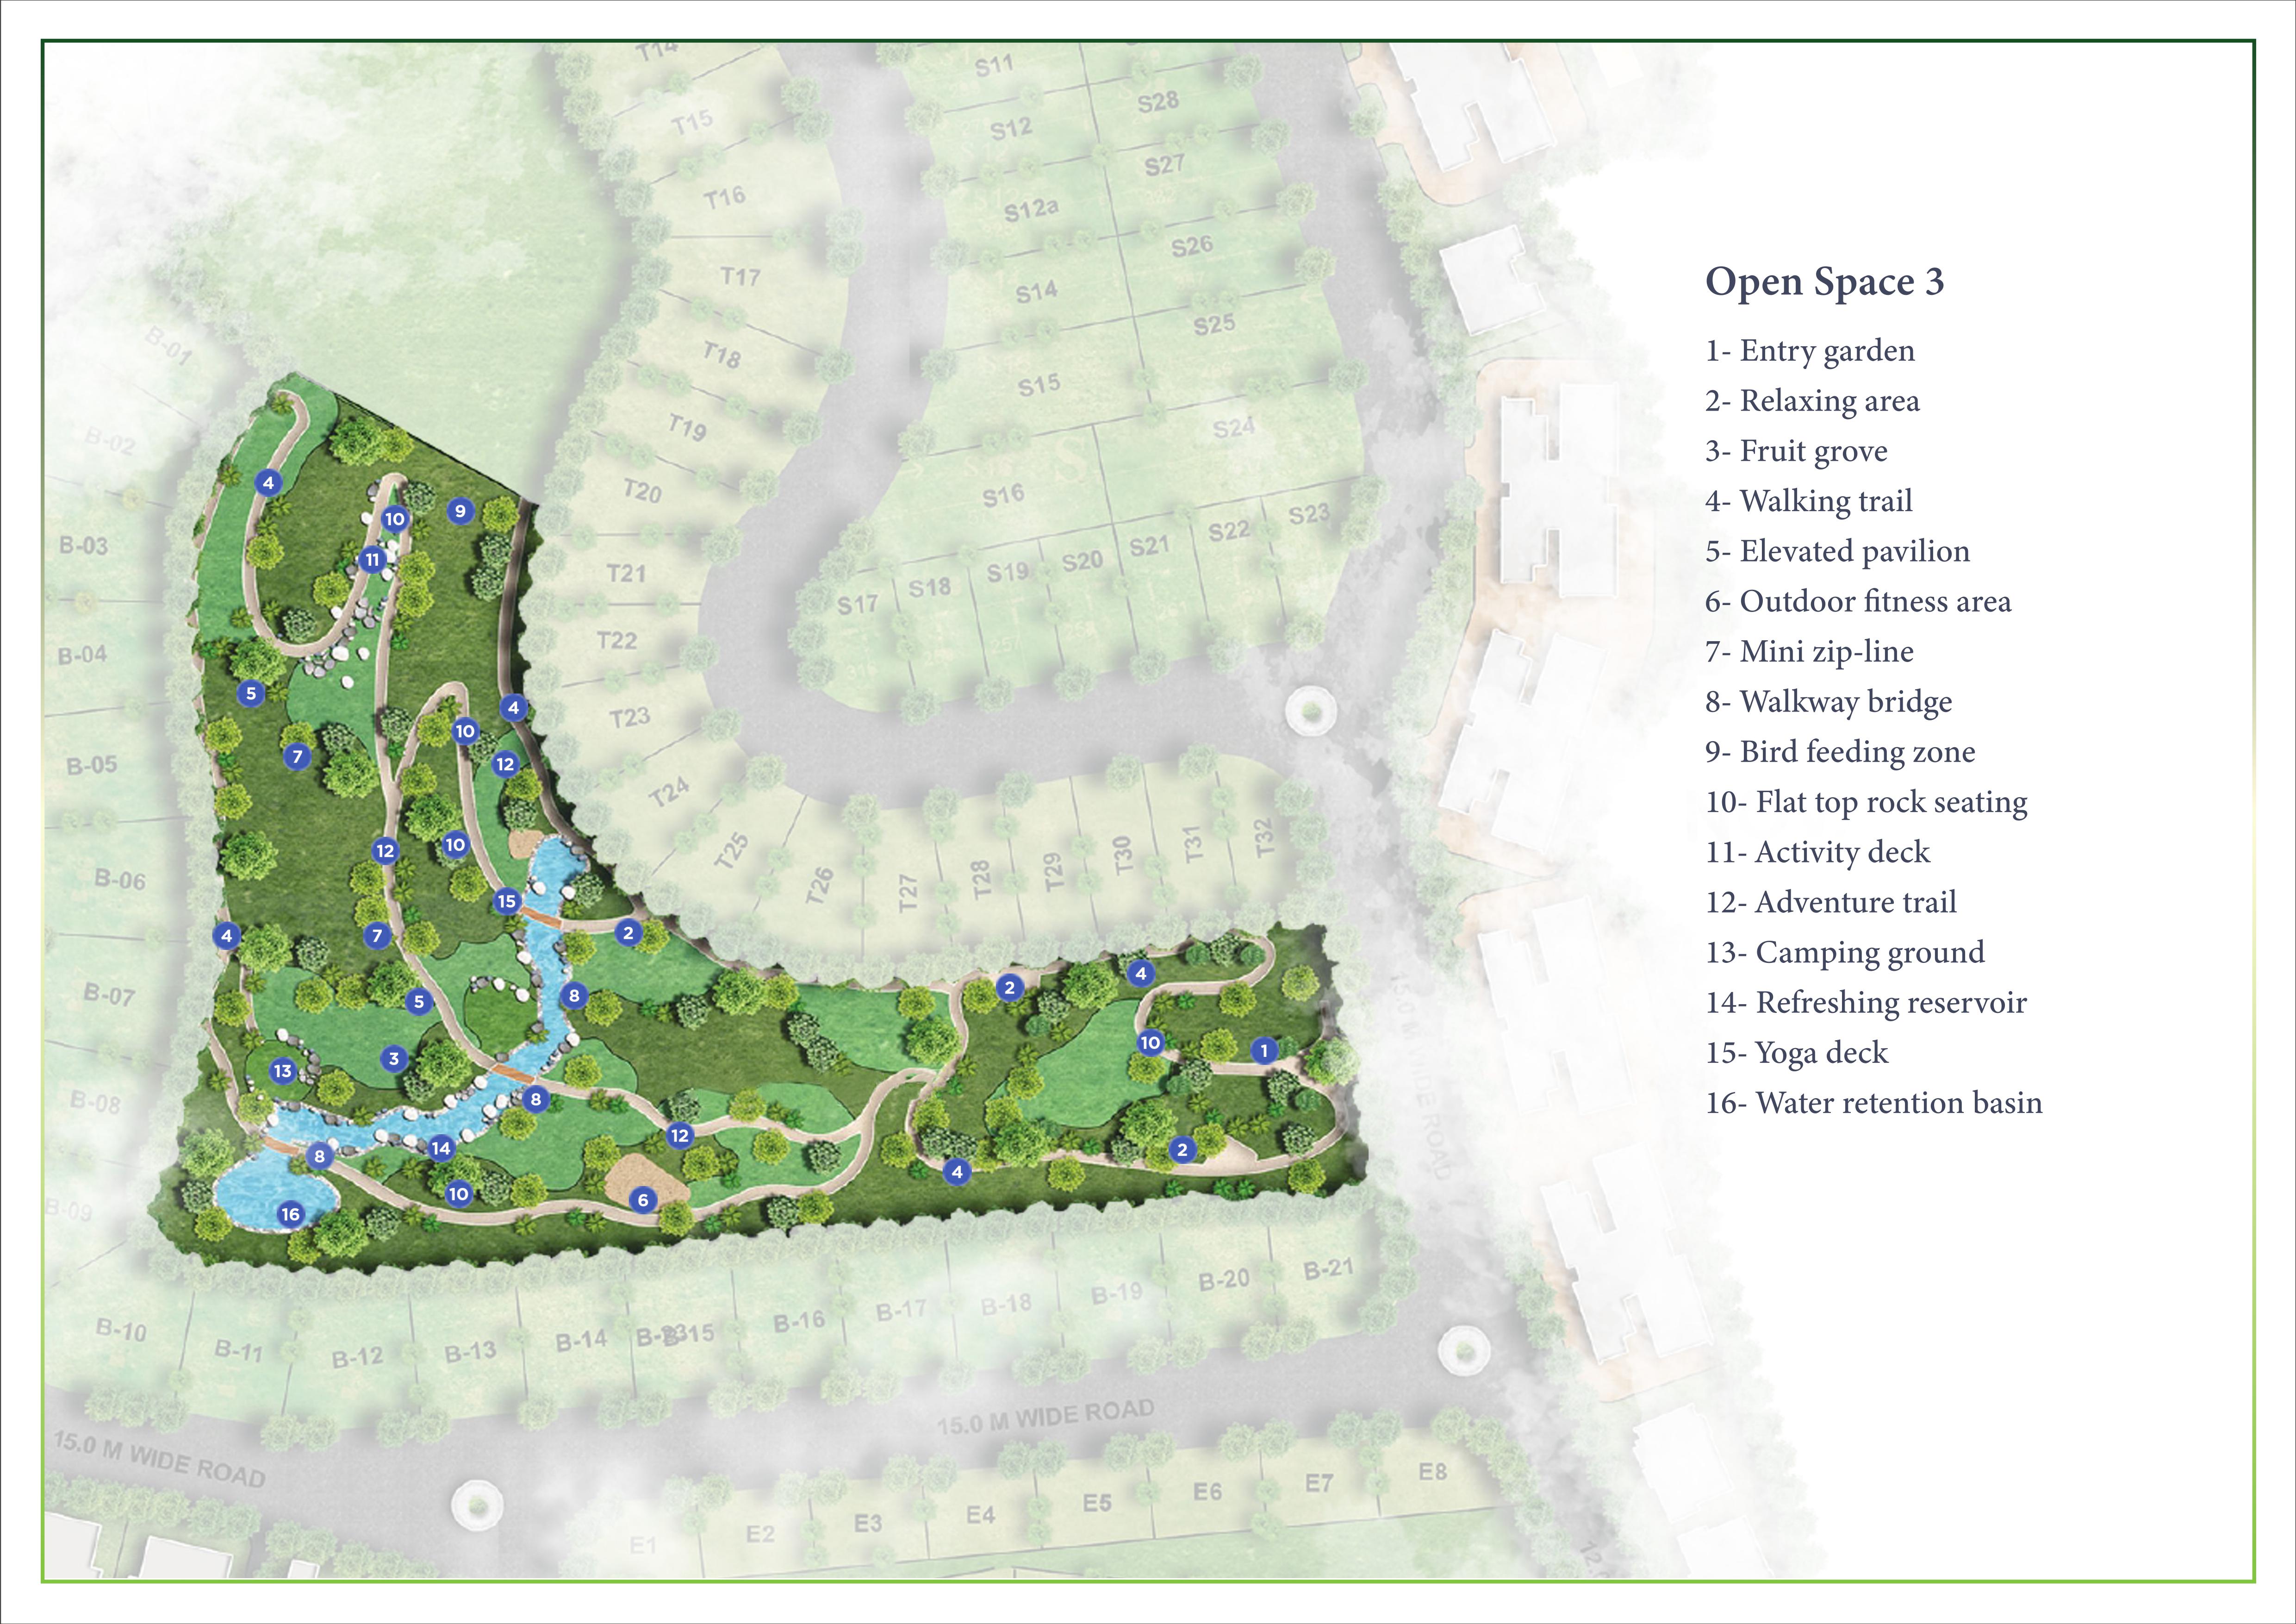 T14
S11
S28
T15
S12
S27
T16
S12a
S26
T17
S14
S25
T18
S15
S24
T19
T20
S16
S23
S22
S21
S20
S19
S18
S17
T21
T22
T23
T24
T25
T26
T27
T28
T29
T30
T31
T32
B-01
B-02
B-03
B-04
B-05
B-06
B-07
B-08
B-09
4
10
9
11
5
4
7
10
12
12
10
15
4
7
2
5
8
2
4
10
1
3
13
8
12
14
8
2
4
10
6
16
B-10
B-11
B-12
B-13
B-14
B-15
B-16
B-17
B-18
B-19
B-20
B-21
15.0 M WIDE ROAD
15.0 M WIDE ROAD
15.0 M WIDE ROAD
E1
E2
E3
E4
E5
E6
E7
E8
Open Space 3
1- Entry garden
2- Relaxing area
3- Fruit grove
4- Walking trail
5- Elevated pavilion
6- Outdoor fitness area
7- Mini zip-line
8- Walkway bridge
9- Bird feeding zone
10- Flat top rock seating
11- Activity deck
12- Adventure trail
13- Camping ground
14- Refreshing reservoir
15- Yoga deck
16- Water retention basin